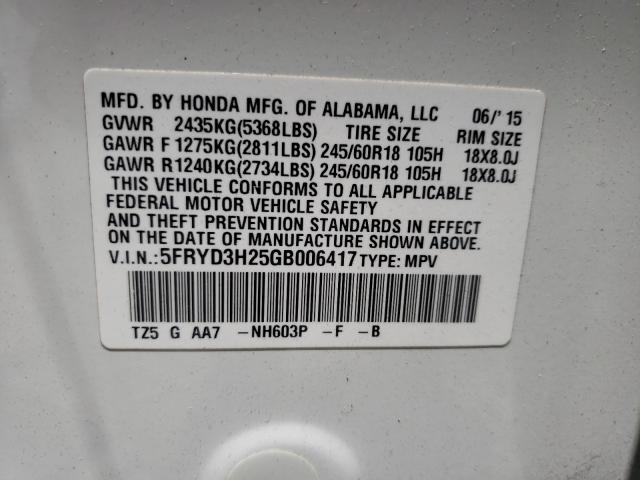 MFD. BY HONDA MFG. OF ALABAMA, LLC 06/' 15
GVWR 2435KG(5368LBS) TIRE SIZE RIM SIZE
GAWR F 1275KG(2811LBS) 245/60R18 105H 18X8.0J
GAWR R 1240KG(2734LBS) 245/60R18 105H 18X8.0J
THIS VEHICLE CONFORMS TO ALL APPLICABLE
FEDERAL MOTOR VEHICLE SAFETY
AND THEFT PREVENTION STANDARDS IN EFFECT
ON THE DATE OF MANUFACTURE SHOWN ABOVE.
V.I.N.: 5FRYD3H25GB006417 TYPE: MPV
TZ5 G AA7 -NH603P -F -B